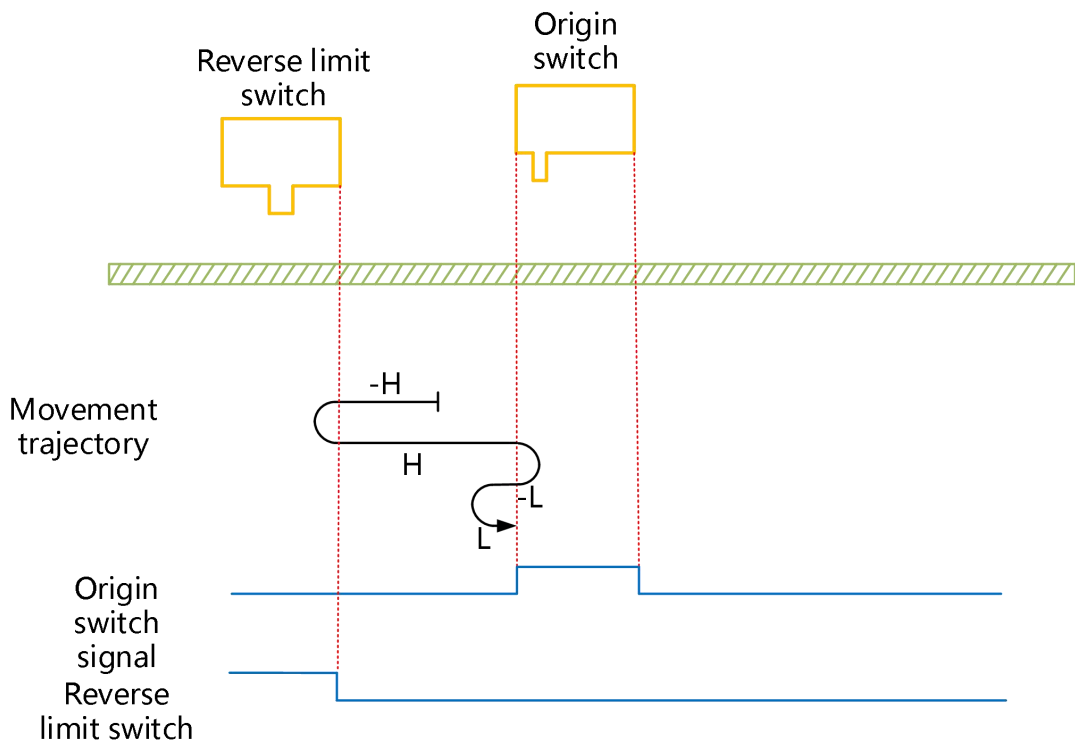 Origin
switch
Reverse limit
switch
-H
Movement
trajectory
H
-L
L
Origin
switch
signal
Reverse
limit switch